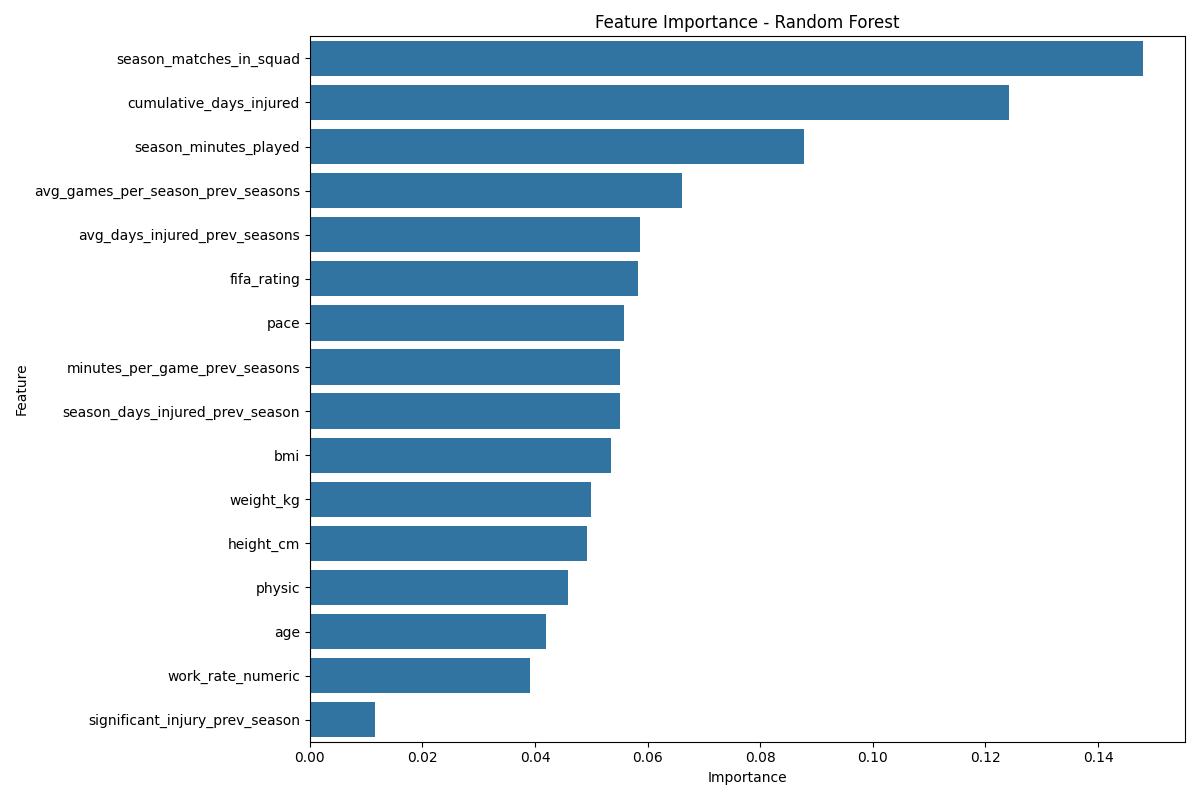 Feature Importance - Random Forest
season_matches_in_squad
cumulative_days_injured
season_minutes_played
avg_games_per_season_prev_seasons
avg_days_injured_prev_seasons
fifa_rating
pace
minutes_per_game_prev_seasons
season_days_injured_prev_season
bmi
weight_kg
height_cm
physic
age
work_rate_numeric
significant_injury_prev_season
Feature
0.00 0.02 0.04 0.06 0.08 0.10 0.12 0.14
Importance